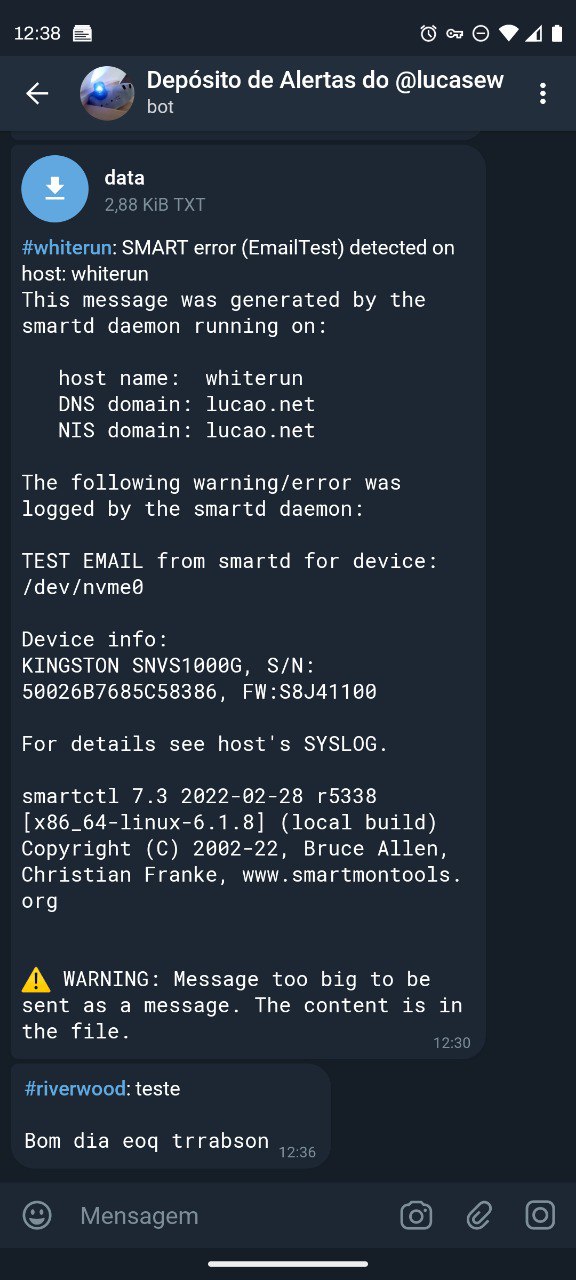 12:38
Depósito de Alertas do @lucasew
bot
data
2,88 KiB TXT
#whiterun: SMART error (EmailTest) detected on
host: whiterun
This message was generated by the
smartd daemon running on:
host name:  whiterun
DNS domain: lucao.net
NIS domain: lucao.net
The following warning/error was
logged by the smartd daemon:
TEST EMAIL from smartd for device:
/dev/nvme0
Device info:
KINGSTON SNVS1000G, S/N:
50026B7685C58386, FW:S8J41100
For details see host's SYSLOG.
smartctl 7.3 2022-02-28 r5338
[x86_64-linux-6.1.8] (local build)
Copyright (C) 2002-22, Bruce Allen,
Christian Franke, www.smartmontools.
org
⚠️ WARNING: Message too big to be
sent as a message. The content is in
the file.
12:30
#riverwood: teste
Bom dia eoq trrabson
12:36
Mensagem